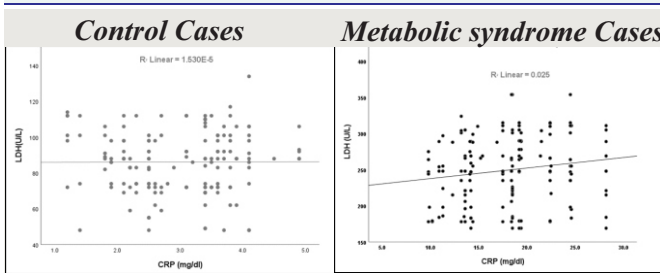 Control Cases
R· Linear = 1.530E-5
LDH(U/L)
140
120
100
80
60
40
1.0
2.0
3.0
4.0
5.0
CRP (mg/dl)
Metabolic syndrome Cases
R· Linear = 0.025
LDH (U/L)
400
350
300
250
200
150
5.0
10.0
15.0
20.0
25.0
30.0
CRP (mg/dl)